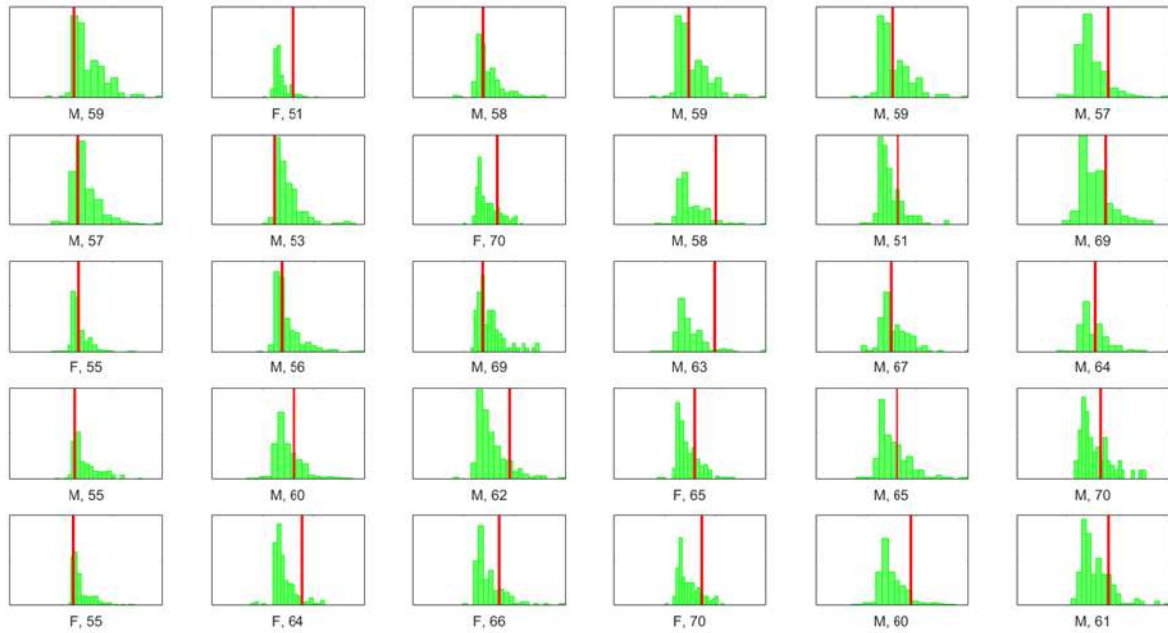 M, 59 F, 51 M, 58 M, 59 M, 59 M, 57
M, 57 M, 53 F, 70 M, 58 M, 51 M, 69
F, 55 M, 56 M, 69 M, 63 M, 67 M, 64
M, 55 M, 60 M, 62 F, 65 M, 65 M, 70
F, 55 F, 64 F, 66 F, 70 M, 60 M, 61